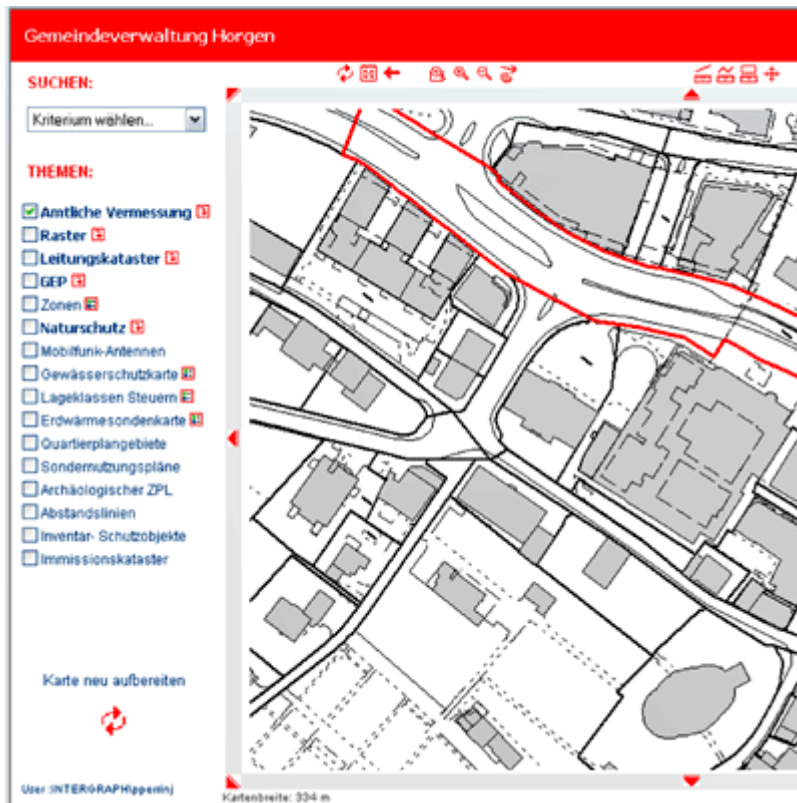 Gemeindeverwaltung Horgen
SUCHEN:
Kriterium wählen...
THEMEN:
Amtliche Vermessung
Raster
Leitungskataster
GEP
Zonen
Naturschutz
Mobilfunk-Antennen
Gewässerschutzkarte
Lageklassen Steuern
Erdwärmesondenkarte
Quartierplangebiete
Sondernutzungspläne
Archäologischer ZPL
Abstandslinien
Inventar- Schutzobjekte
Immissionskataster
Karte neu aufbereiten
User :INTERGRAPH\ppeninj
Kartenbreite: 334 m